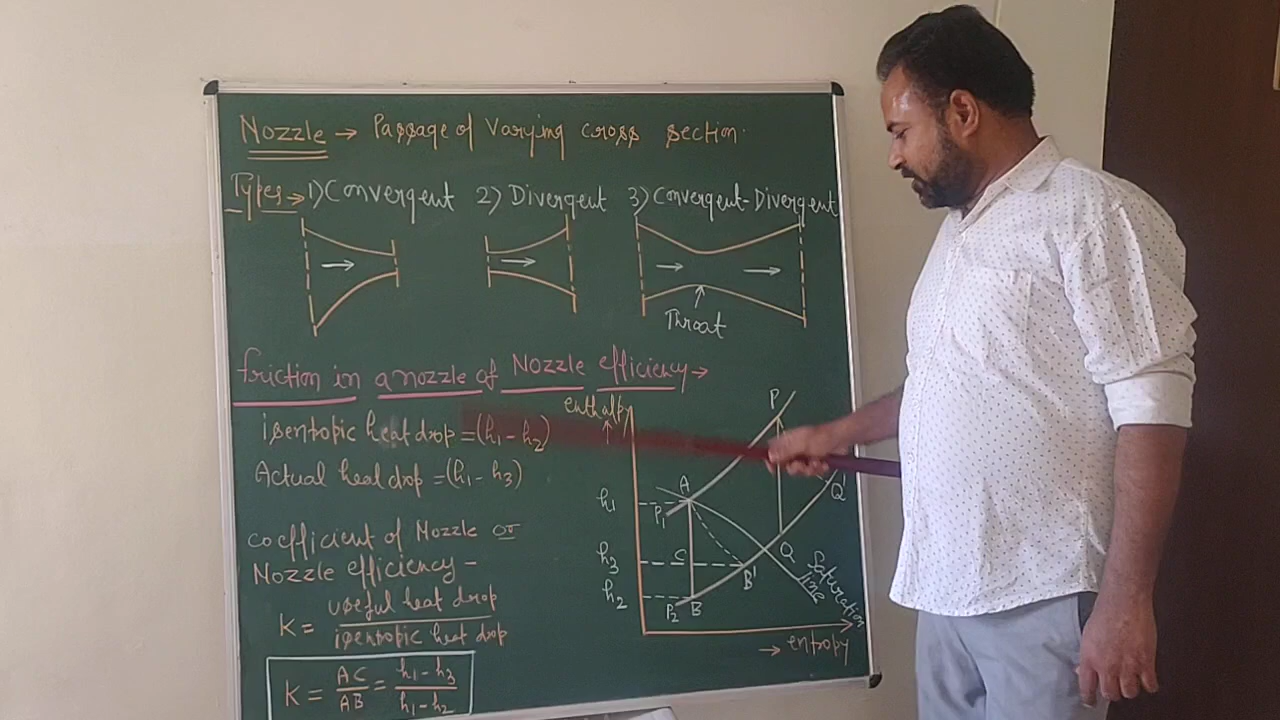 Nozzle → Passage of Varying cross section.
Types → 1) Convergent 2) Divergent 3) Convergent-Divergent
Throat
friction in a nozzle of Nozzle efficiency →
isentropic heat drop = (h1 - h2)
Actual heat drop = (h1 - h3)
coefficient of Nozzle or
Nozzle efficiency -
K = useful heat drop
isentropic heat drop
K = AC/AB = h1 - h3/h1 - h2
enthalpy
P
A
h1
P1
Q'
h3
C
B'
Q
h2
P2
B
Saturation
line
→ entropy